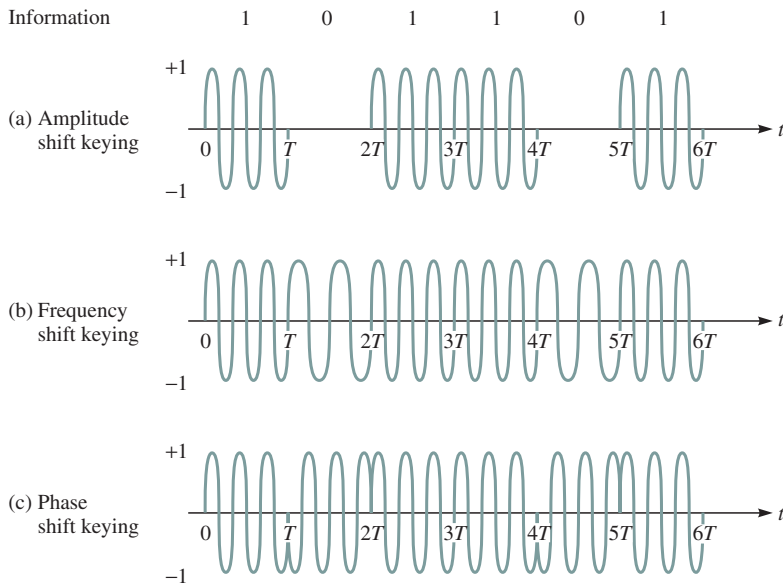 Information 1 0 1 1 0 1
+1
(a) Amplitude
shift keying
0 T 2T 3T 4T 5T 6T t
−1
+1
(b) Frequency
shift keying
0 T 2T 3T 4T 5T 6T t
−1
+1
(c) Phase
shift keying
0 T 2T 3T 4T 5T 6T t
−1